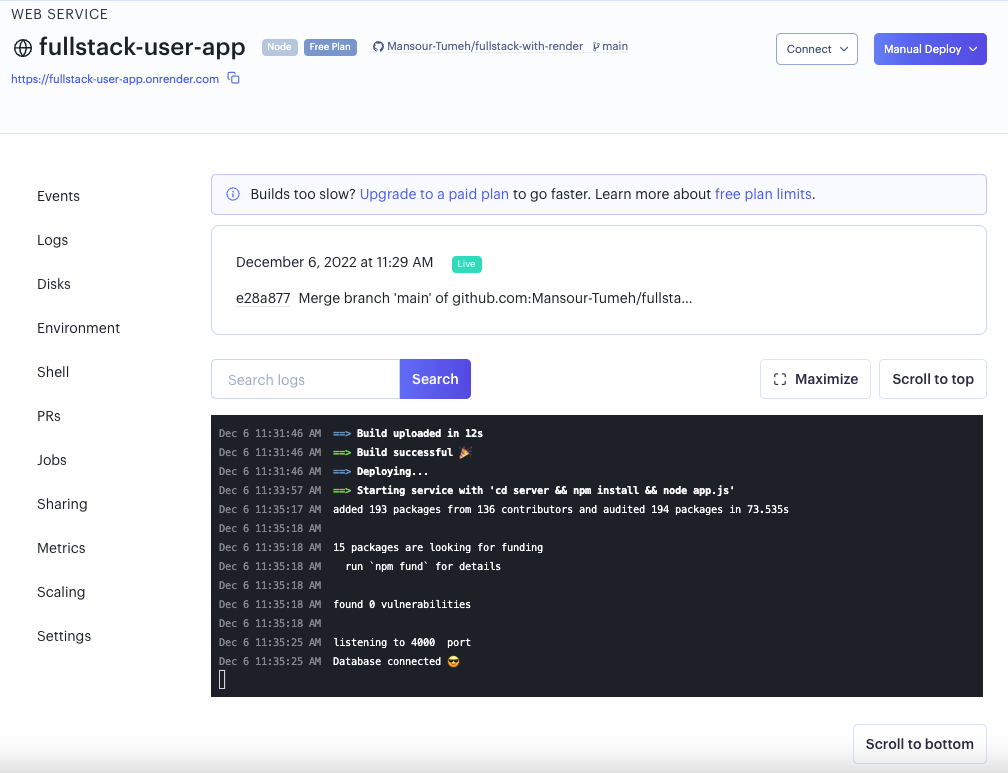 WEB SERVICE
fullstack-user-app Node Free Plan Mansour-Tumeh/fullstack-with-render main
Connect
Manual Deploy
https://fullstack-user-app.onrender.com
Events
Logs
Disks
Environment
Shell
PRs
Jobs
Sharing
Metrics
Scaling
Settings
Builds too slow? Upgrade to a paid plan to go faster. Learn more about free plan limits.
December 6, 2022 at 11:29 AM Live
e28a877 Merge branch 'main' of github.com:Mansour-Tumeh/fullsta...
Search logs Search Maximize Scroll to top
Dec 6 11:31:46 AM ==> Build uploaded in 12s
Dec 6 11:31:46 AM ==> Build successful 🎉
Dec 6 11:31:46 AM ==> Deploying...
Dec 6 11:33:57 AM ==> Starting service with 'cd server && npm install && node app.js'
Dec 6 11:35:17 AM added 193 packages from 136 contributors and audited 194 packages in 73.535s
Dec 6 11:35:18 AM
Dec 6 11:35:18 AM 15 packages are looking for funding
Dec 6 11:35:18 AM run `npm fund` for details
Dec 6 11:35:18 AM
Dec 6 11:35:18 AM found 0 vulnerabilities
Dec 6 11:35:18 AM
Dec 6 11:35:25 AM listening to 4000 port
Dec 6 11:35:25 AM Database connected 😎
Scroll to bottom